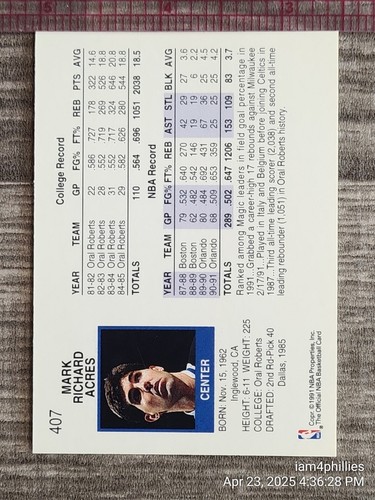 407
MARK
RICHARD
ACRES
CENTER
BORN: Nov. 15, 1962
Inglewood, CA
HEIGHT: 6-11 WEIGHT: 225
COLLEGE: Oral Roberts
DRAFTED: 2nd Rd-Pick 40
Dallas, 1985
Copr. © 1991 NBA Properties, Inc.
The Official NBA Basketball Card
College Record
YEAR TEAM GP FG% FT% REB PTS AVG
81-82 Oral Roberts 22 .586 .727 178 322 14.6
82-83 Oral Roberts 28 .552 .719 269 526 18.8
83-84 Oral Roberts 31 .552 .717 324 646 20.8
84-85 Oral Roberts 29 .582 .626 280 544 18.8
TOTALS 110 .564 .696 1051 2038 18.5
NBA Record
YEAR TEAM GP FG% FT% REB AST STL BLK AVG
87-88 Boston 79 .532 .640 270 42 29 27 3.6
88-89 Boston 62 .482 .542 146 19 19 6 2.2
89-90 Orlando 80 .484 .692 431 67 36 25 4.5
90-91 Orlando 68 .509 .653 359 25 25 25 4.2
TOTALS 289 .502 .647 1206 153 109 83 3.7
Ranked among Magic leaders in field goal percentage in
1991...Grabbed a career-high 17 rebounds against Milwaukee
2/17/91...Played in Italy and Belgium before joining Celtics in
1987...Third all-time leading scorer (2,038) and second all-time
leading rebounder (1,051) in Oral Roberts history.
iam4phillies
Apr 23, 2025 4:36:28 PM